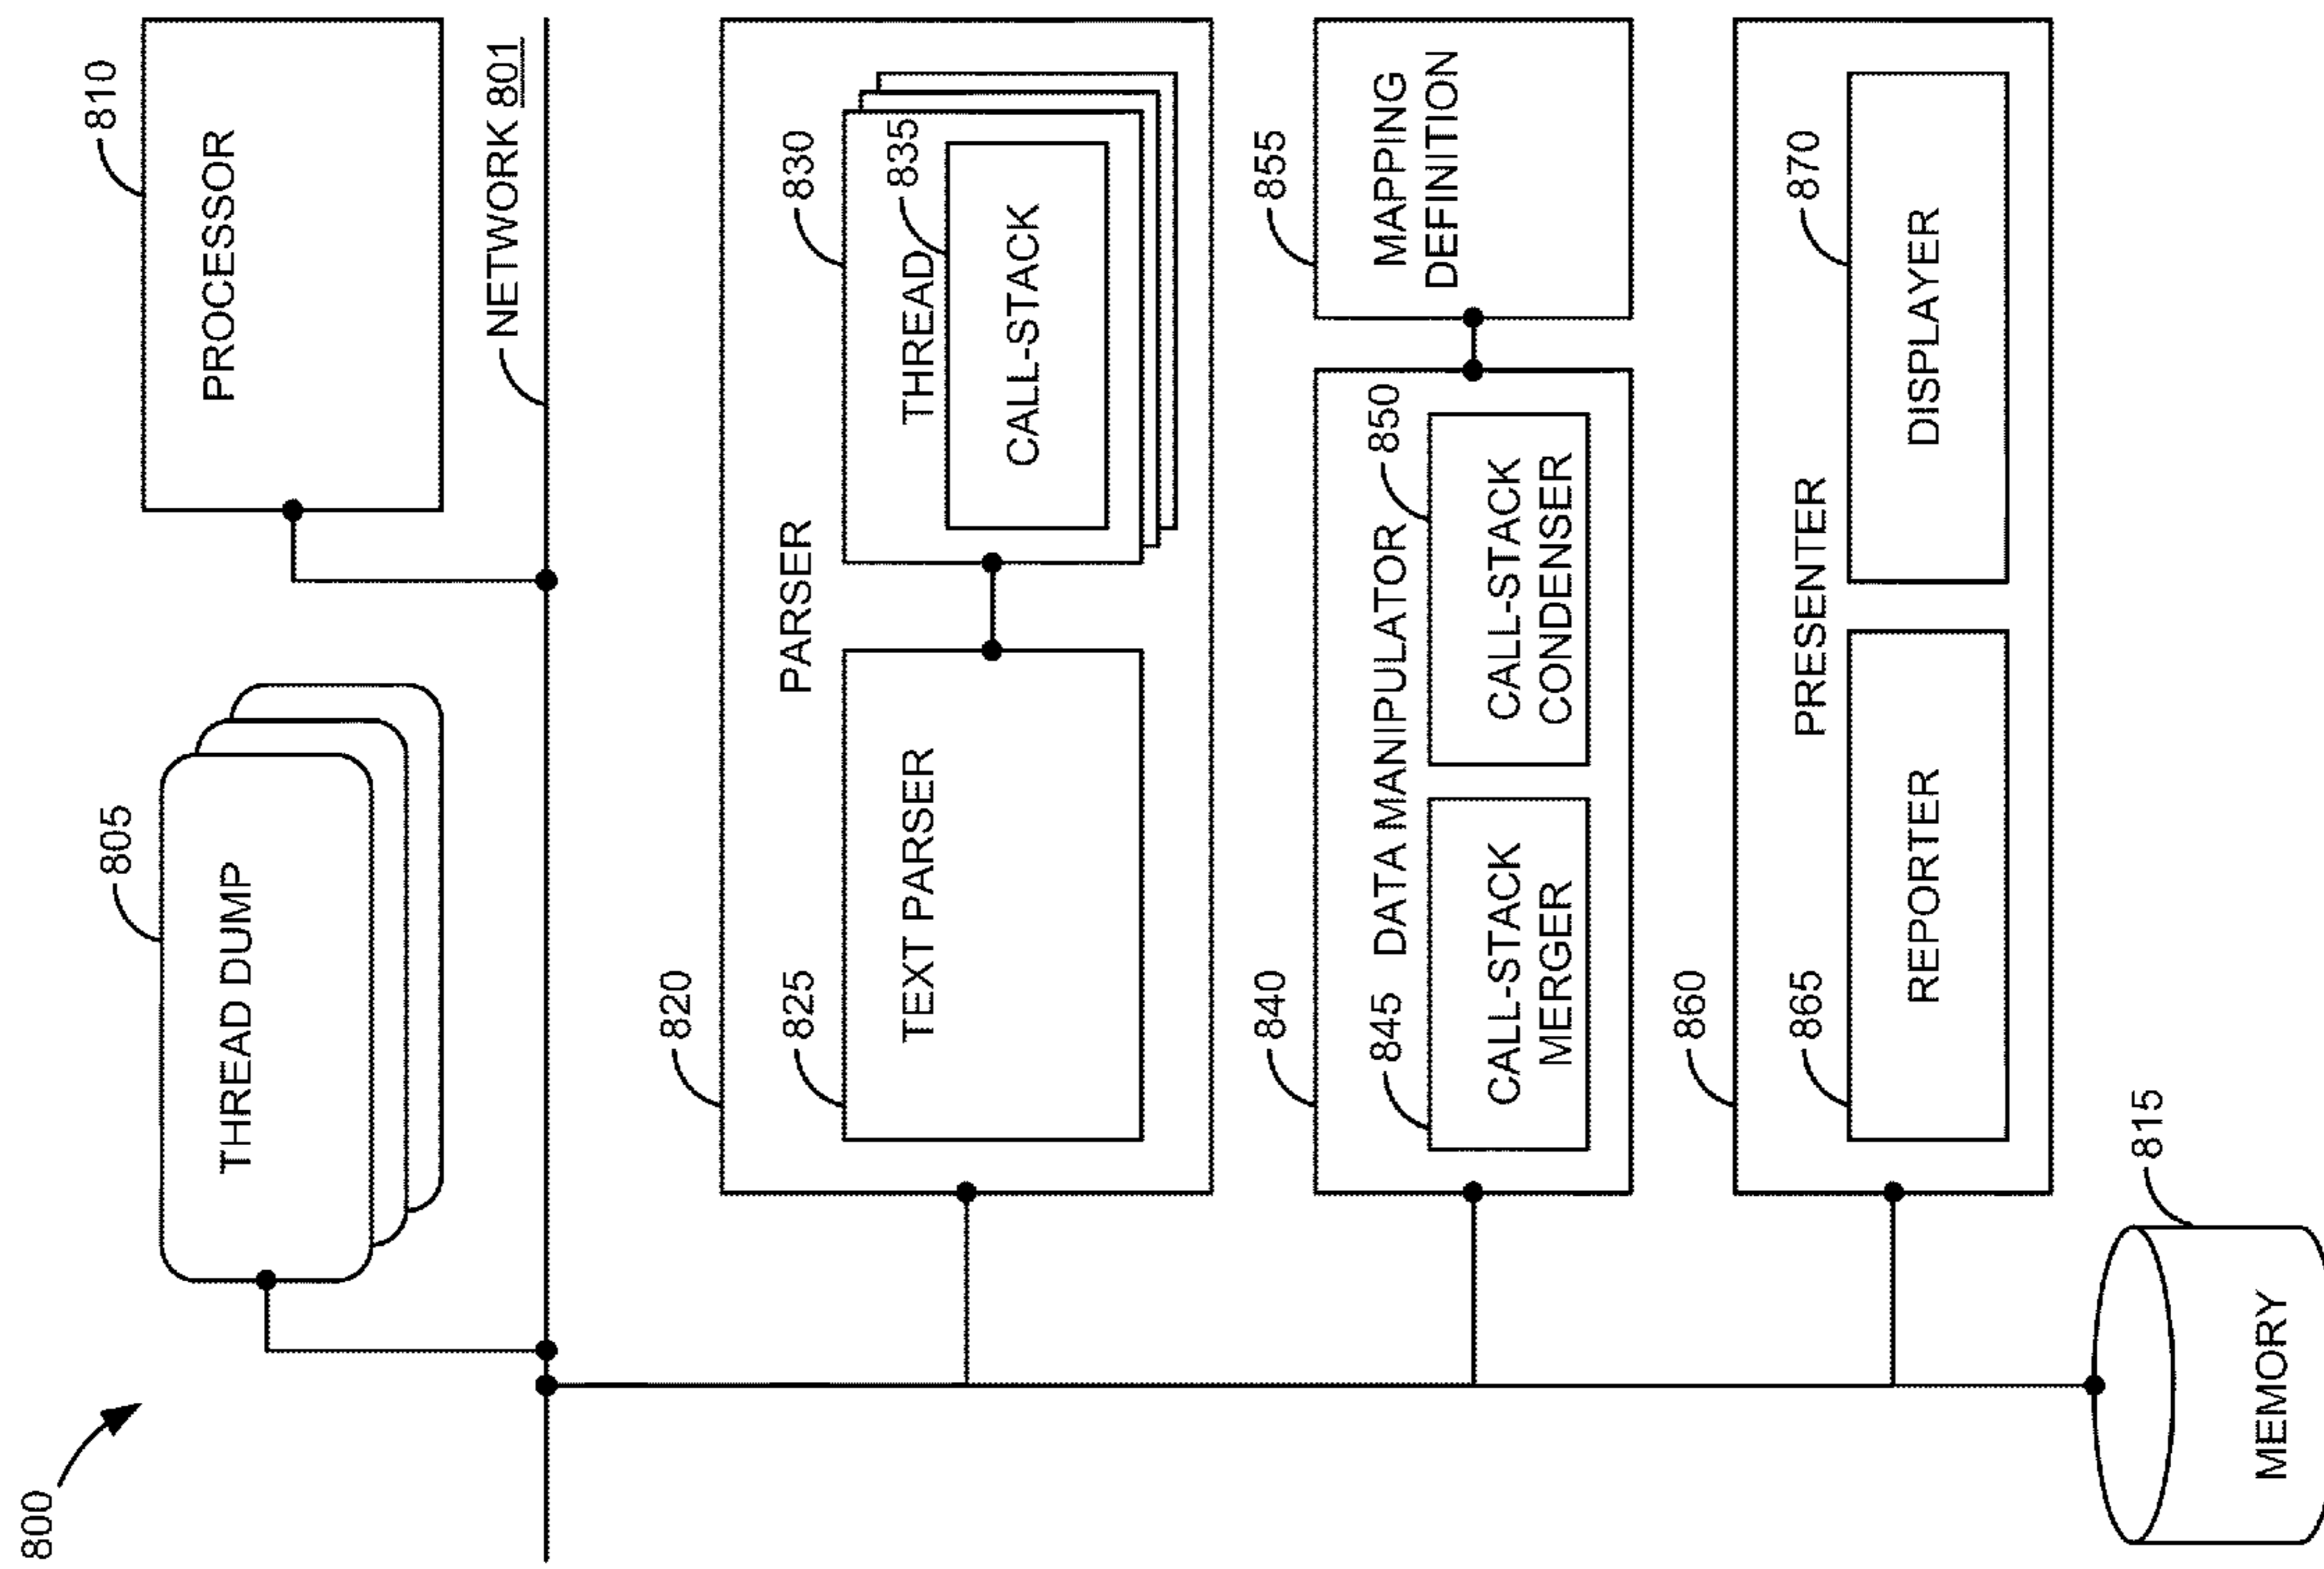 800
805
THREAD DUMP
810
PROCESSOR
NETWORK 801
820
PARSER
825
TEXT PARSER
830
THREAD
835
CALL-STACK
840
DATA MANIPULATOR
845
CALL-STACK
MERGER
850
CALL-STACK
CONDENSER
855
MAPPING
DEFINITION
860
PRESENTER
865
REPORTER
870
DISPLAYER
815
MEMORY